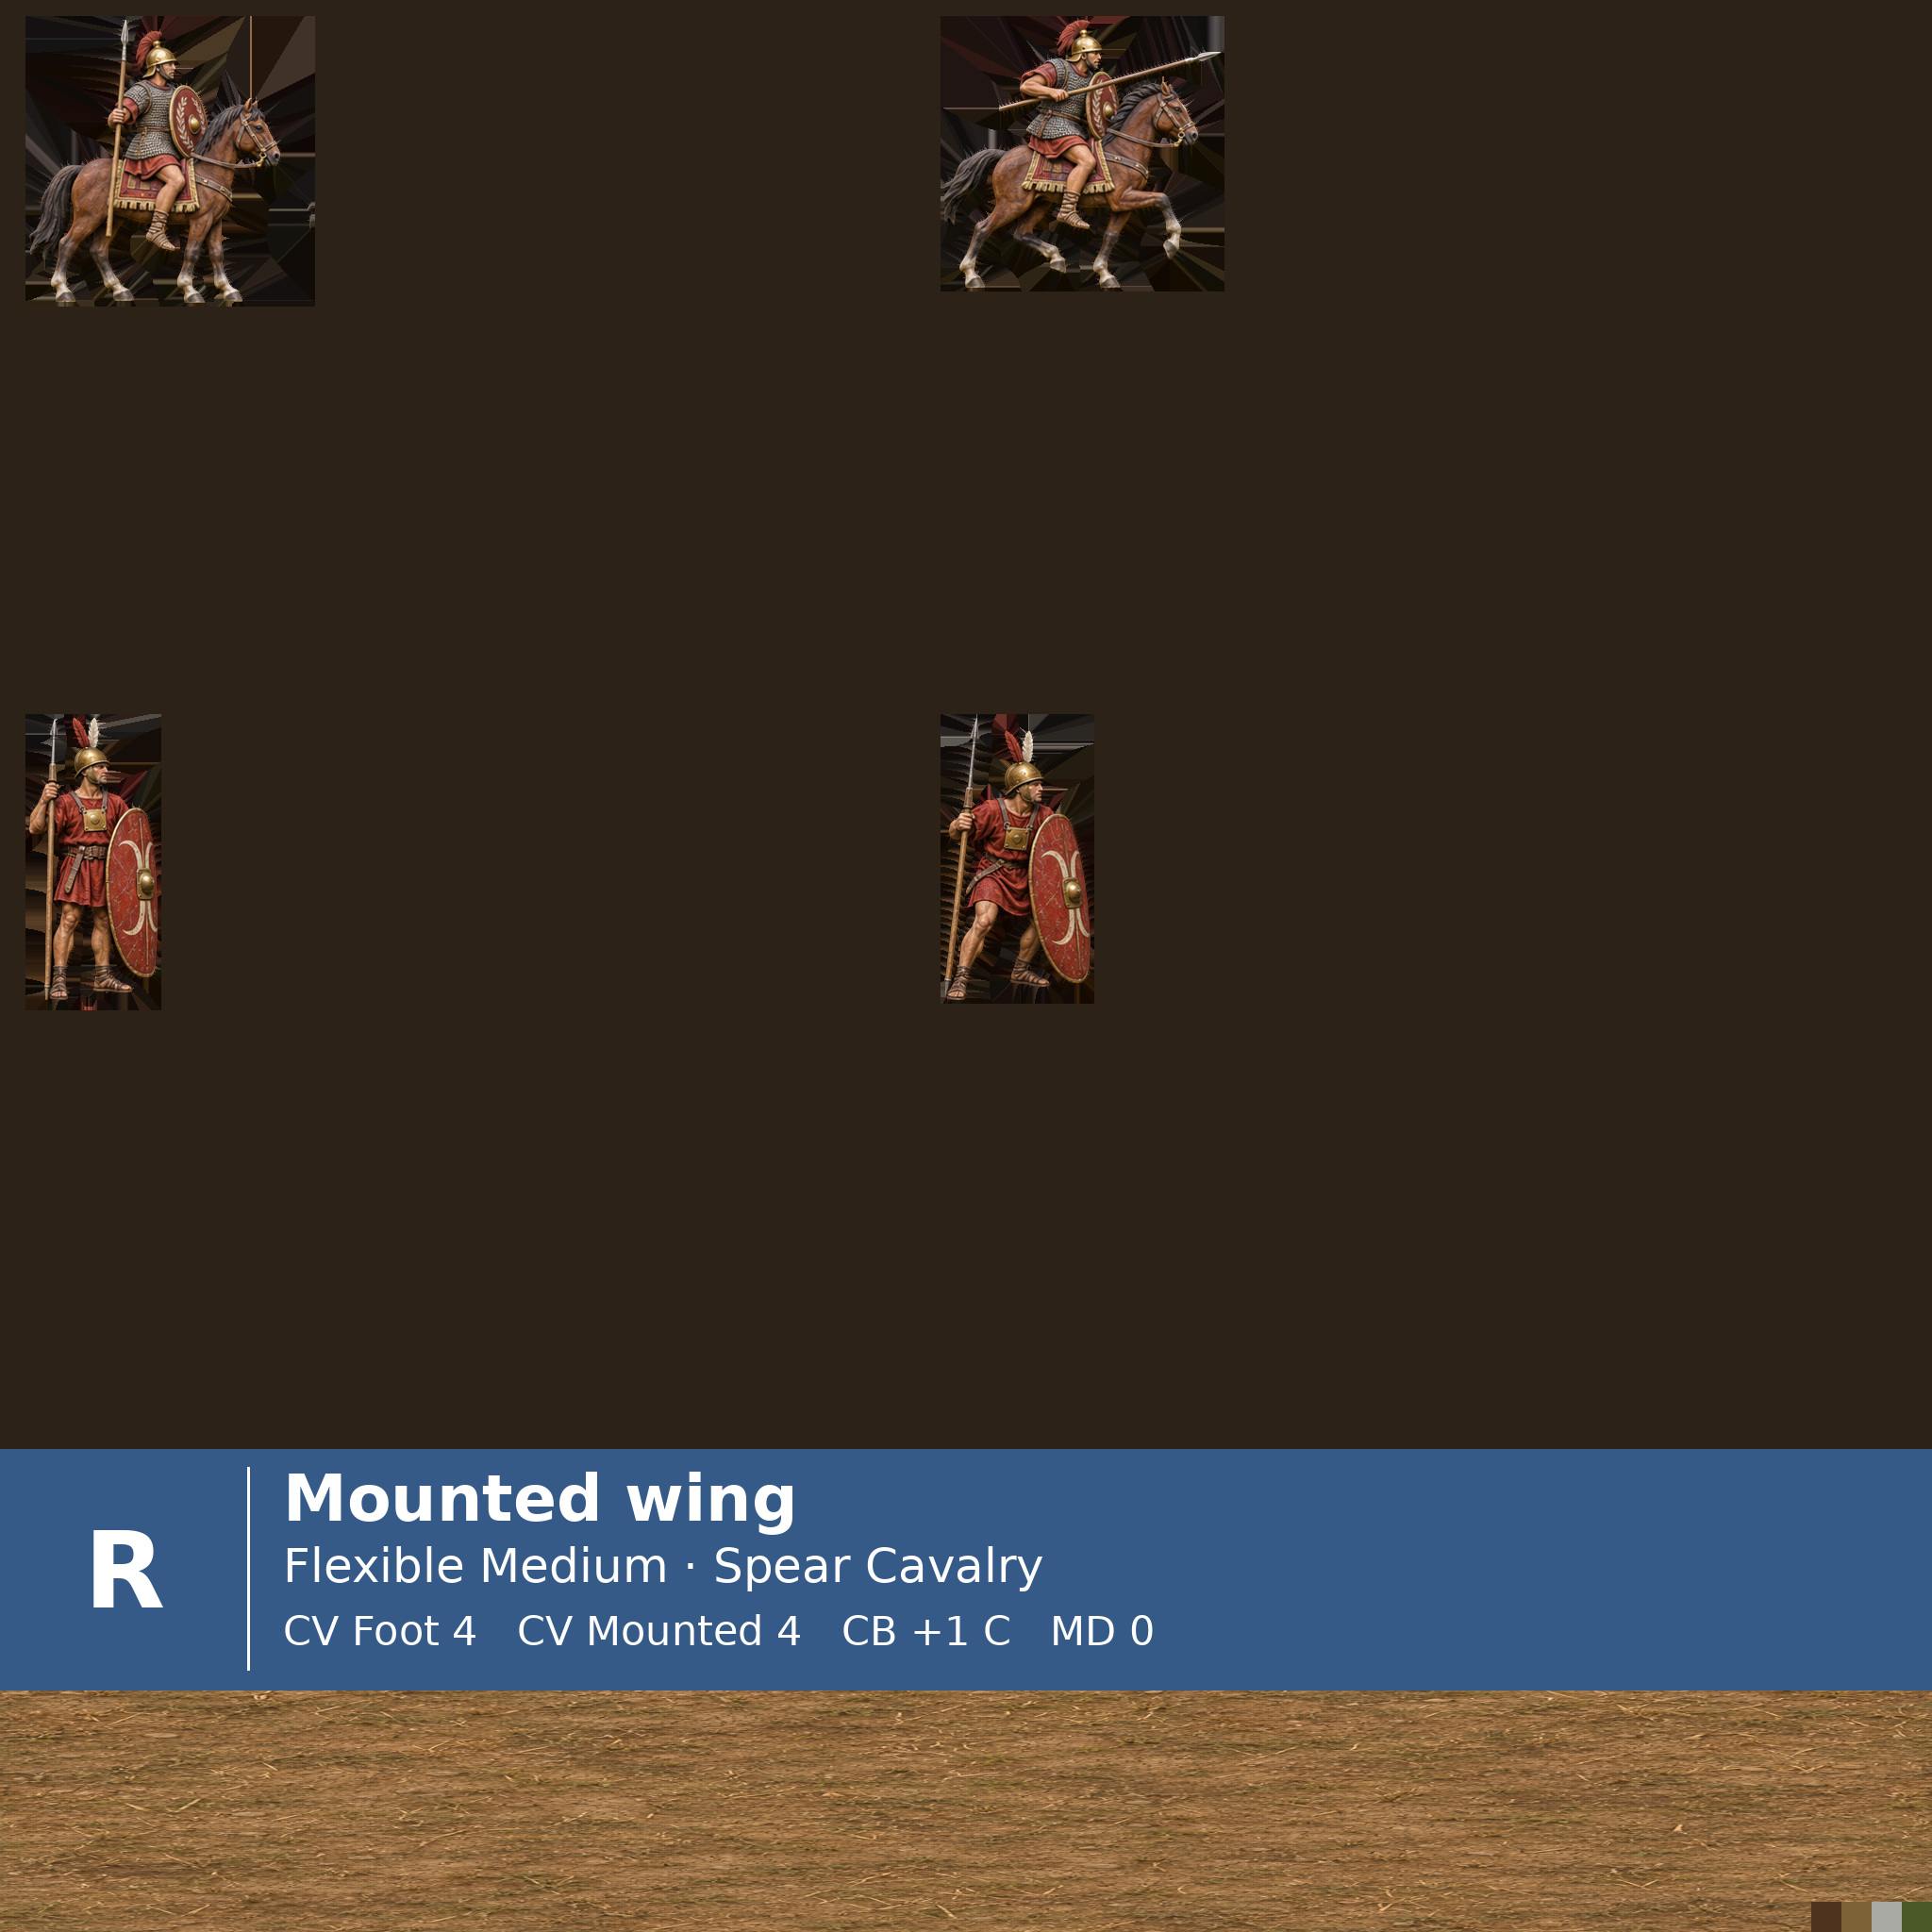 R
Mounted wing
Flexible Medium · Spear Cavalry
CV Foot 4 CV Mounted 4 CB +1 C MD 0